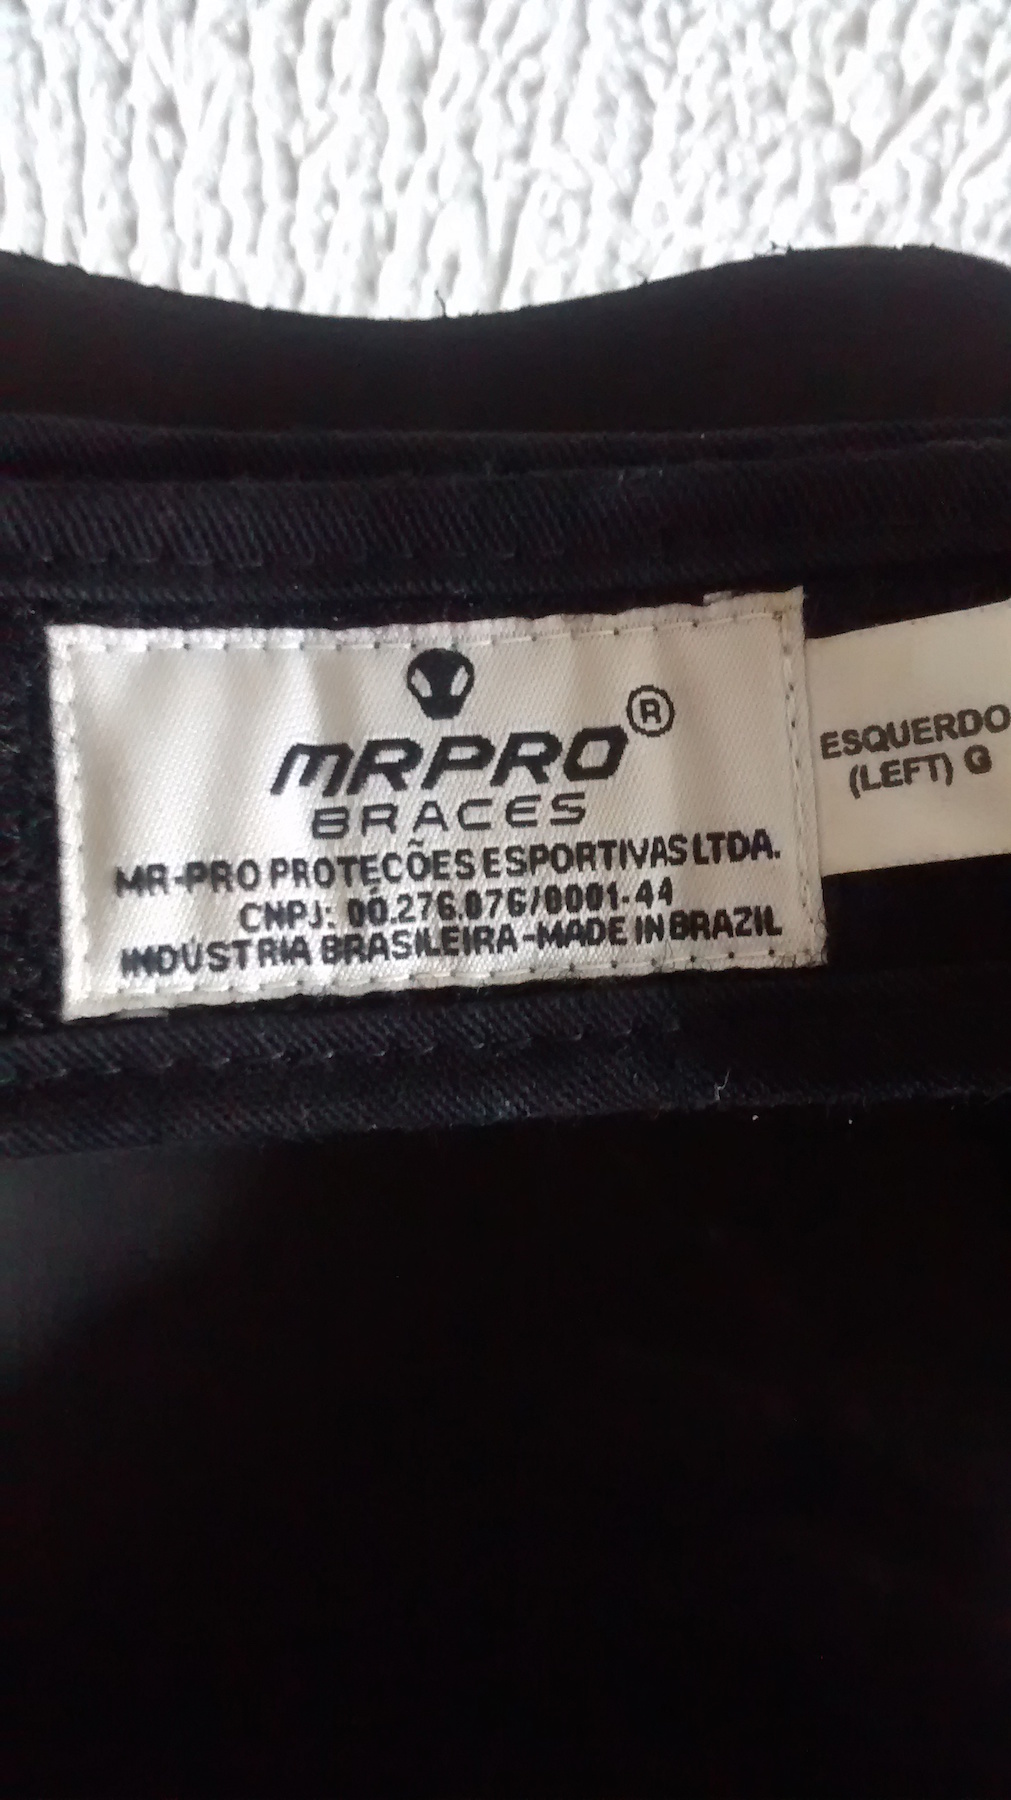 MRPRO®
BRACES
MR-PRO PROTEÇÕES ESPORTIVAS LTDA.
CNPJ: 00.276.076/0001-44
INDÚSTRIA BRASILEIRA-MADE IN BRAZIL
ESQUERDO
(LEFT) G